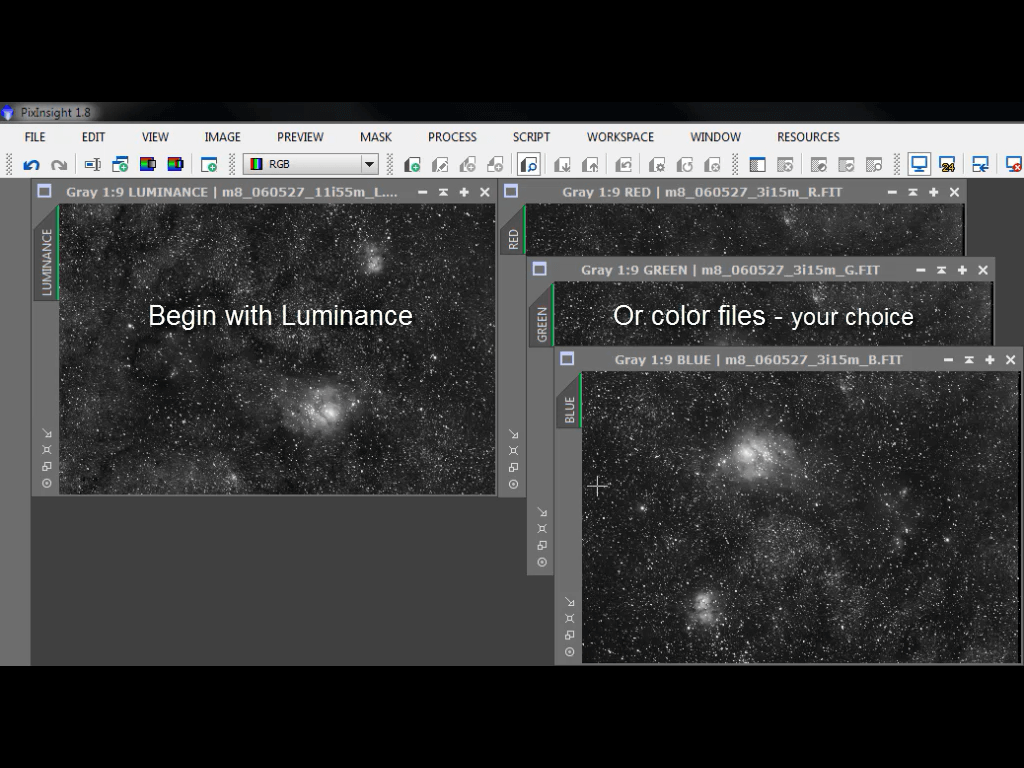 PixInsight 1.8
FILE EDIT VIEW IMAGE PREVIEW MASK PROCESS SCRIPT WORKSPACE WINDOW RESOURCES
RGB
24
Gray 1:9 LUMINANCE | m8_060527_11i55m_L....
LUMINANCE
Begin with Luminance
Gray 1:9 RED | m8_060527_3i15m_R.FIT
RED
Gray 1:9 GREEN | m8_060527_3i15m_G.FIT
GREEN
Or color files - your choice
Gray 1:9 BLUE | m8_060527_3i15m_B.FIT
BLUE